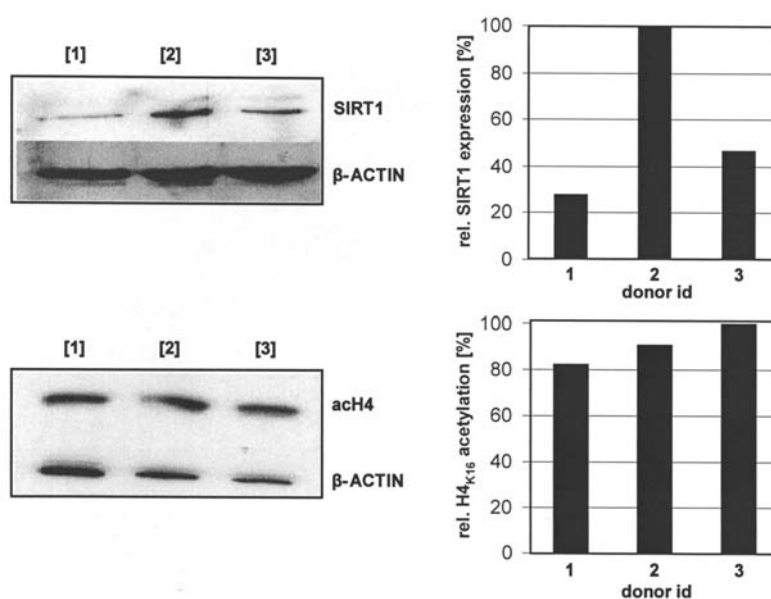 [1] [2] [3]
SIRT1
β-ACTIN
rel. SIRT1 expression [%]
100
80
60
40
20
0
1 2 3
donor id
[1] [2] [3]
acH4
β-ACTIN
rel. H4K16 acetylation [%]
100
80
60
40
20
0
1 2 3
donor id